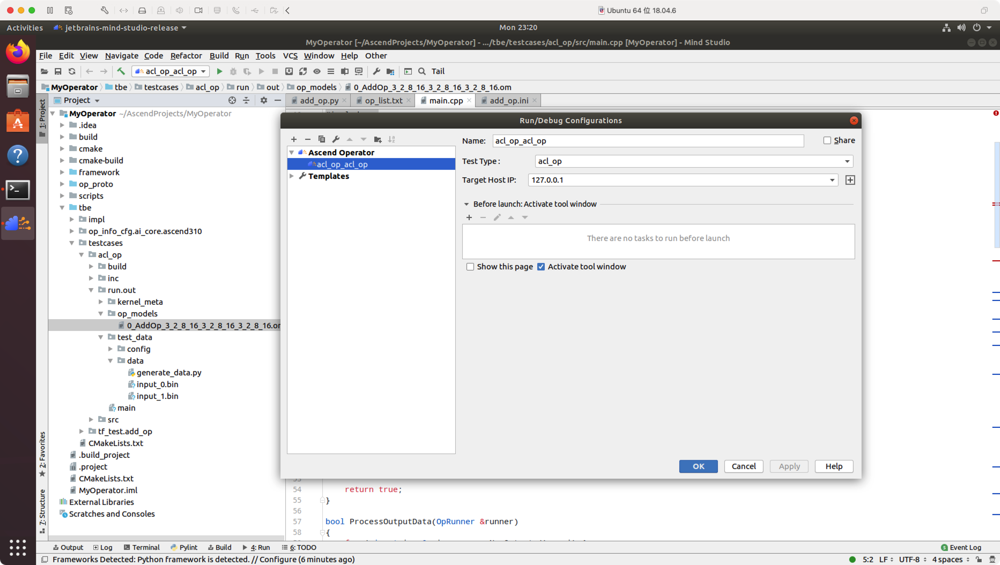 Ubuntu 64 位 18.04.6
Activities jetbrains-mind-studio-release Mon 23:20
MyOperator [~/AscendProjects/MyOperator] - .../tbe/testcases/acl_op/src/main.cpp [MyOperator] - Mind Studio
File Edit View Navigate Code Refactor Build Run Tools VCS Window Help Other
acl_op_acl_op Tail
MyOperator tbe testcases acl_op run out op_models 0_AddOp_3_2_8_16_3_2_8_16_3_2_8_16.om
1: Project
Project
add_op.py op_list.txt main.cpp add_op.ini
MyOperator ~/AscendProjects/MyOperator
.idea
build
cmake
cmake-build
framework
op_proto
scripts
tbe
impl
op_info_cfg.ai_core.ascend310
testcases
acl_op
build
inc
run.out
kernel_meta
op_models
0_AddOp_3_2_8_16_3_2_8_16_3_2_8_16.or
test_data
config
data
generate_data.py
input_0.bin
input_1.bin
main
src
tf_test.add_op
CMakeLists.txt
.build_project
.project
CMakeLists.txt
MyOperator.iml
External Libraries
Scratches and Consoles
2: Favorites
7: Structure
Run/Debug Configurations
Ascend Operator
acl_op_acl_op
Templates
Name: acl_op_acl_op Share
Test Type : acl_op
Target Host IP: 127.0.0.1
Before launch: Activate tool window
There are no tasks to run before launch
Show this page Activate tool window
OK Cancel Apply Help
54 return true;
55 }
56
57 bool ProcessOutputData(OpRunner &runner)
58 {
Output Log Terminal Pylint Build 4: Run 6: TODO 5 Event Log
Frameworks Detected: Python framework is detected. // Configure (6 minutes ago) 5:2 LF UTF-8 4 spaces